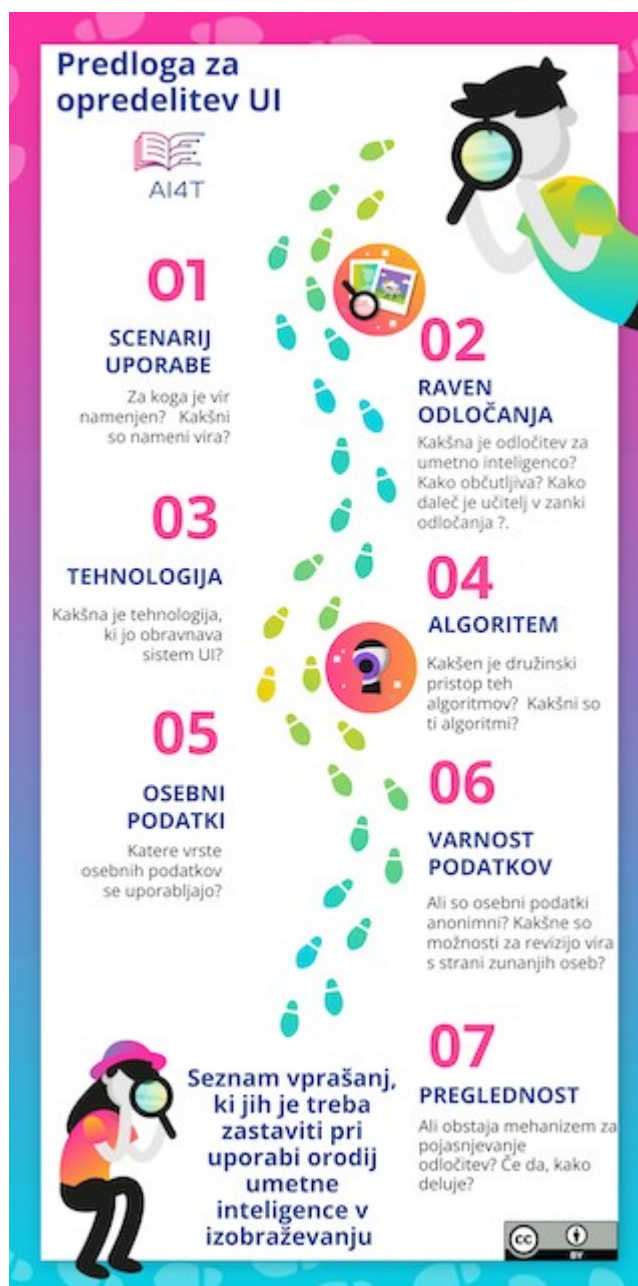 Predloga za
opredelitev UI
AI4T
01
SCENARIJ
UPORABE
Za koga je vir
namenjen? Kakšni
so nameni vira?
02
RAVEN
ODLOČANJA
Kakšna je odločitev za
umetno inteligenco?
Kako občutljiva? Kako
daleč je učitelj v zanki
odločanja ?.
03
TEHNOLOGIJA
Kakšna je tehnologija,
ki jo obravnava
sistem UI?
04
ALGORITEM
Kakšen je družinski
pristop teh
algoritmov? Kakšni so
ti algoritmi?
05
OSEBNI
PODATKI
Katere vrste
osebnih podatkov
se uporabljajo?
06
VARNOST
PODATKOV
Ali so osebni podatki
anonimni? Kakšne so
možnosti za revizijo vira
s strani zunanjih oseb?
07
PREGLEDNOST
Ali obstaja mehanizem za
pojasnjevanje
odločitev? Če da, kako
deluje?
Seznam vprašanj,
ki jih je treba
zastaviti pri
uporabi orodij
umetne
inteligence v
izobraževanju
cc
BY